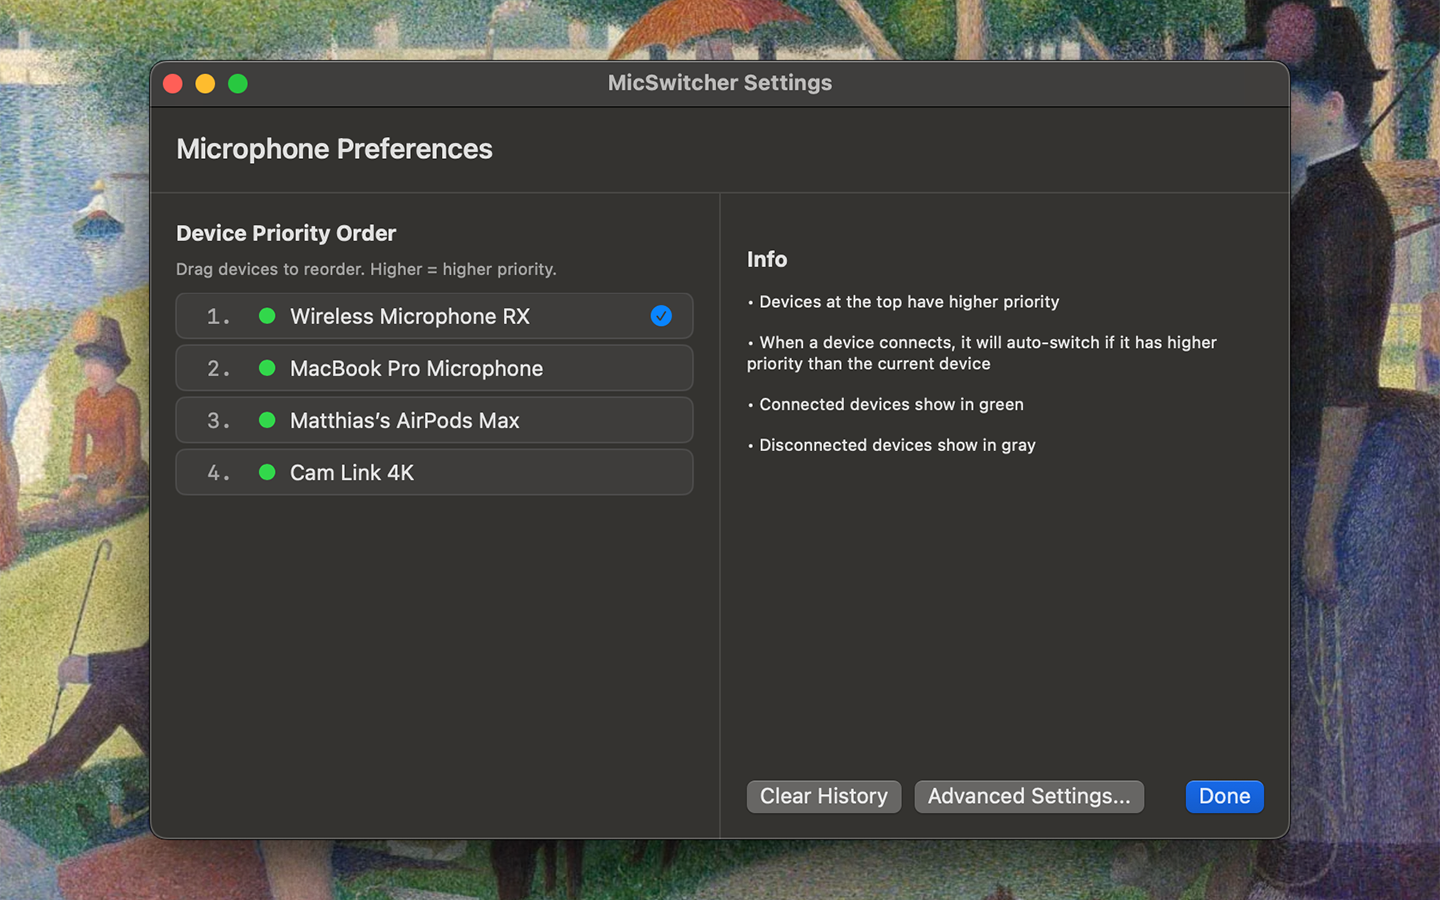 MicSwitcher Settings
Microphone Preferences
Device Priority Order
Drag devices to reorder. Higher = higher priority.
1. Wireless Microphone RX
2. MacBook Pro Microphone
3. Matthias’s AirPods Max
4. Cam Link 4K
Info
• Devices at the top have higher priority
• When a device connects, it will auto-switch if it has higher
priority than the current device
• Connected devices show in green
• Disconnected devices show in gray
Clear History
Advanced Settings...
Done